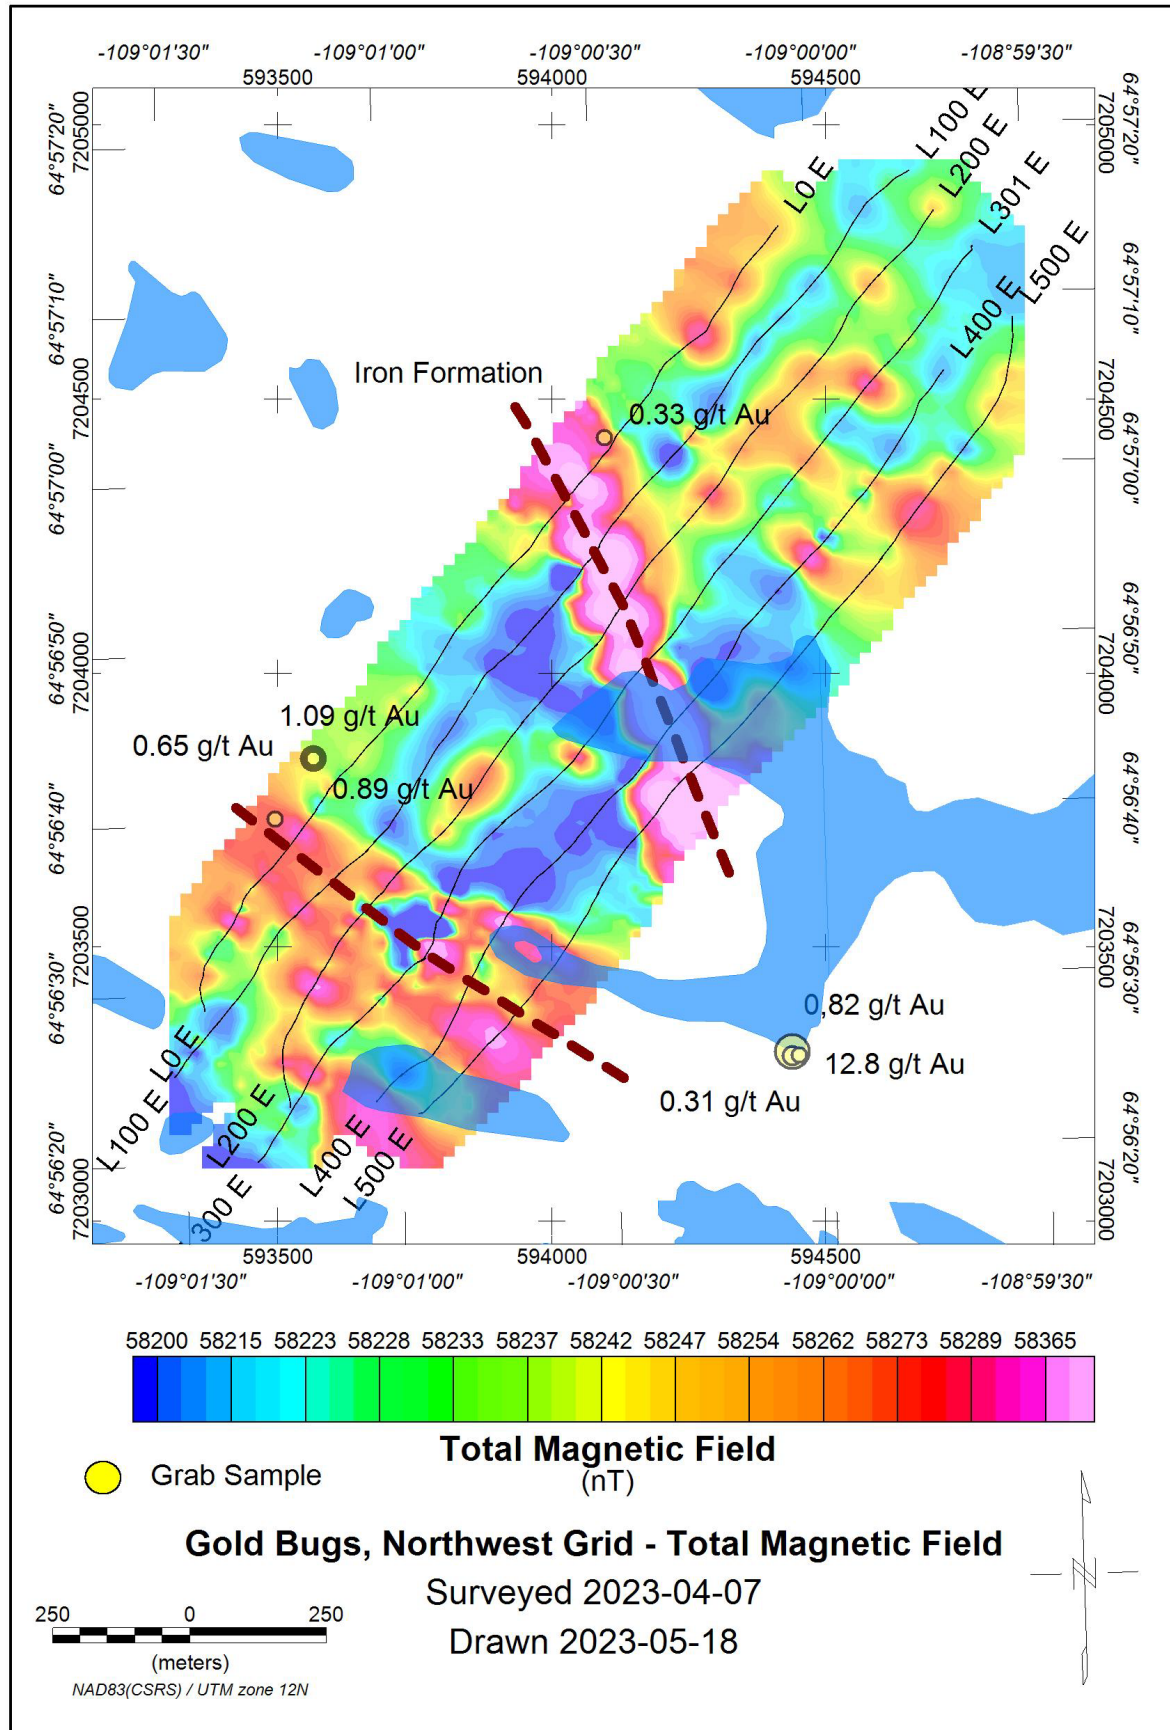 -109°01'30" -109°01'00" -109°00'30" -109°00'00" -108°59'30"
593500 594000 594500
64°57'20" 7205000
64°57'10"
7204500
64°57'00"
64°56'50" 7204000
64°56'40"
7203500
64°56'30"
64°56'20" 7203000
7205000 64°57'20"
64°57'10"
7204500 64°57'00"
64°56'50"
7204000
64°56'40"
7203500 64°56'30"
64°56'20"
7203000
L0 E
L100 E
L200 E
L301 E
L400 E
L500 E
Iron Formation
0.33 g/t Au
1.09 g/t Au
0.65 g/t Au
0.89 g/t Au
0,82 g/t Au
12.8 g/t Au
0.31 g/t Au
L0 E
L100 E
L200 E
300 E
L400 E
L500 E
593500 594000 594500
-109°01'30" -109°01'00" -109°00'30" -109°00'00" -108°59'30"
58200 58215 58223 58228 58233 58237 58242 58247 58254 58262 58273 58289 58365
Total Magnetic Field
(nT)
Grab Sample
Gold Bugs, Northwest Grid - Total Magnetic Field
Surveyed 2023-04-07
Drawn 2023-05-18
250 0 250
(meters)
NAD83(CSRS) / UTM zone 12N